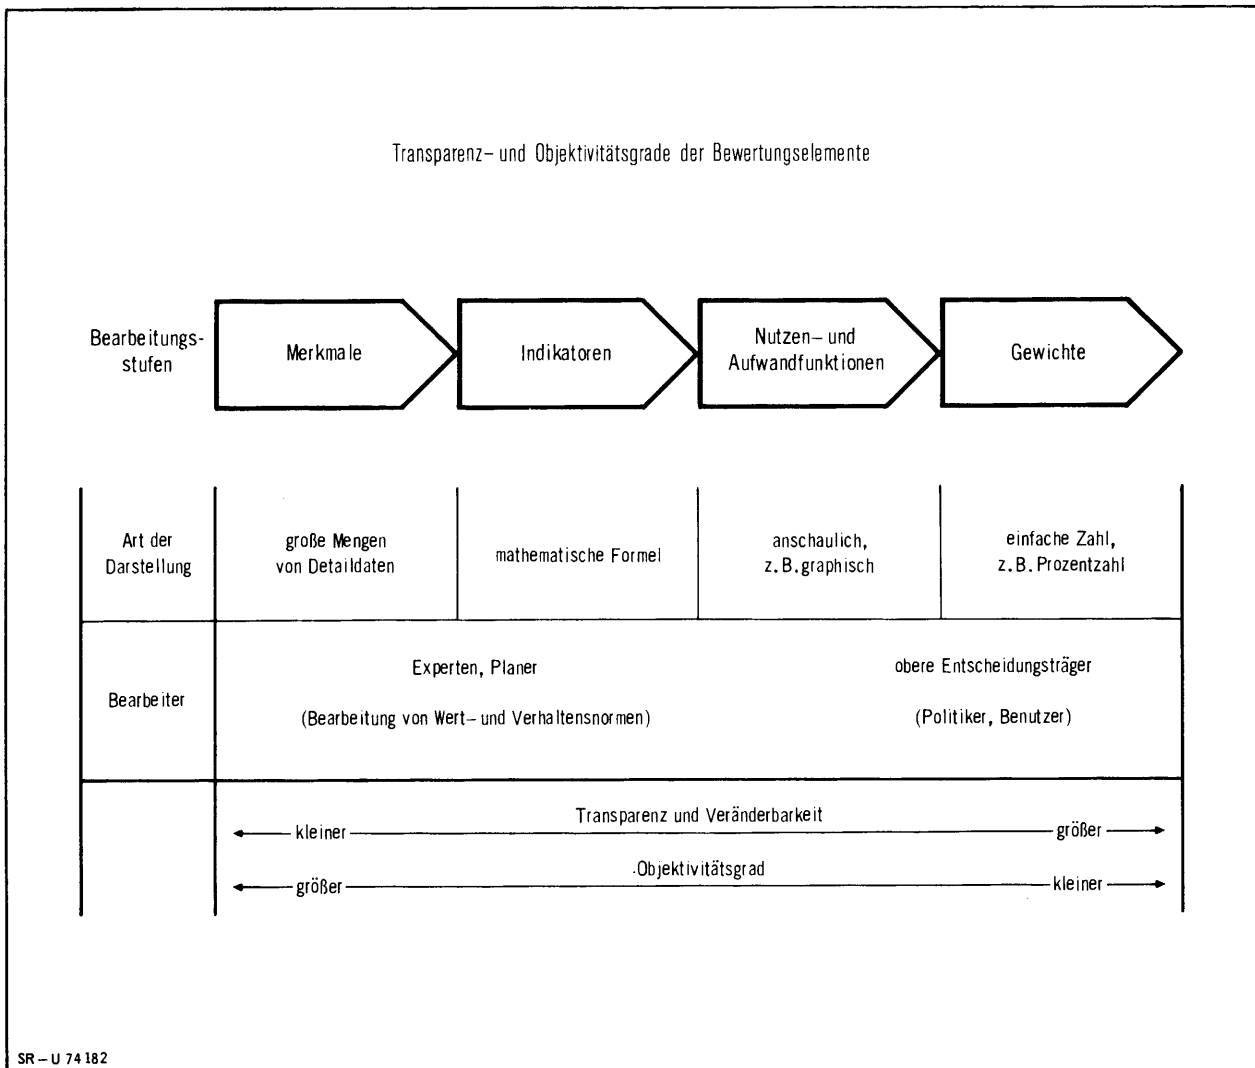 Transparenz- und Objektivitätsgrade der Bewertungselemente
Bearbeitungs-
stufen
Merkmale
Indikatoren
Nutzen- und
Aufwandfunktionen
Gewichte
Art der
Darstellung
große Mengen
von Detaildaten
mathematische Formel
anschaulich,
z.B. graphisch
einfache Zahl,
z.B. Prozentzahl
Bearbeiter
Experten, Planer
(Bearbeitung von Wert- und Verhaltensnormen)
obere Entscheidungsträger
(Politiker, Benutzer)
Transparenz und Veränderbarkeit
kleiner
größer
Objektivitätsgrad
größer
kleiner
SR-U 74182